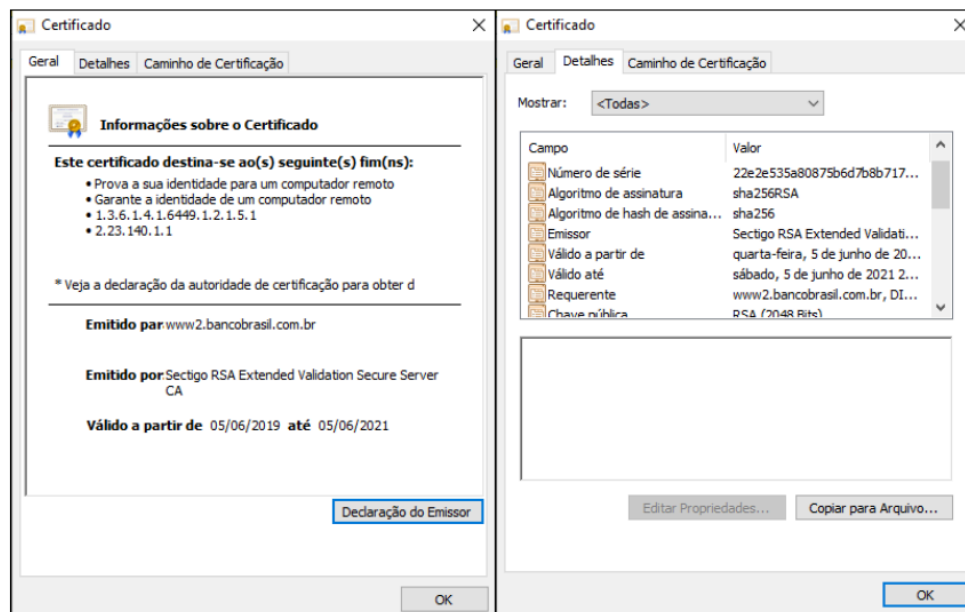 Certificado
Geral
Detalhes
Caminho de Certificação
Informações sobre o Certificado
Este certificado destina-se ao(s) seguinte(s) fim(ns):
• Prova a sua identidade para um computador remoto
• Garante a identidade de um computador remoto
• 1.3.6.1.4.1.6449.1.2.1.5.1
• 2.23.140.1.1
* Veja a declaração da autoridade de certificação para obter d
Emitido par www2.bancobrasil.com.br
Emitido por Sectigo RSA Extended Validation Secure Server
CA
Válido a partir de 05/06/2019 até 05/06/2021
Declaração do Emissor
OK
Certificado
Geral
Detalhes
Caminho de Certificação
Mostrar: <Todas>
Campo Valor
Número de série 22e2e535a80875b6d7b8b717...
Algoritmo de assinatura sha256RSA
Algoritmo de hash de assina... sha256
Emissor Sectigo RSA Extended Validati...
Válido a partir de quarta-feira, 5 de junho de 20...
Válido até sábado, 5 de junho de 2021 2...
Requerente www2.bancobrasil.com.br, DI...
Chave pública RSA (2048 Bits)
Editar Propriedades...
Copiar para Arquivo...
OK